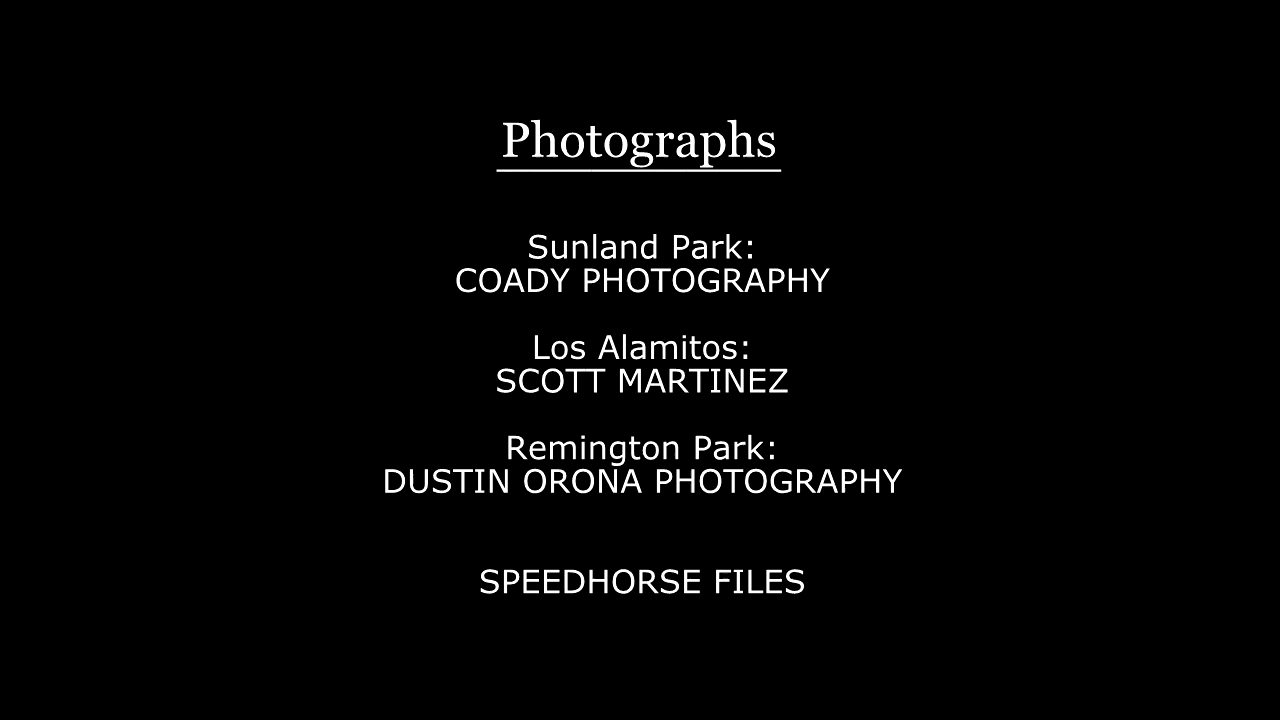 Photographs
Sunland Park:
COADY PHOTOGRAPHY
Los Alamitos:
SCOTT MARTINEZ
Remington Park:
DUSTIN ORONA PHOTOGRAPHY
SPEEDHORSE FILES